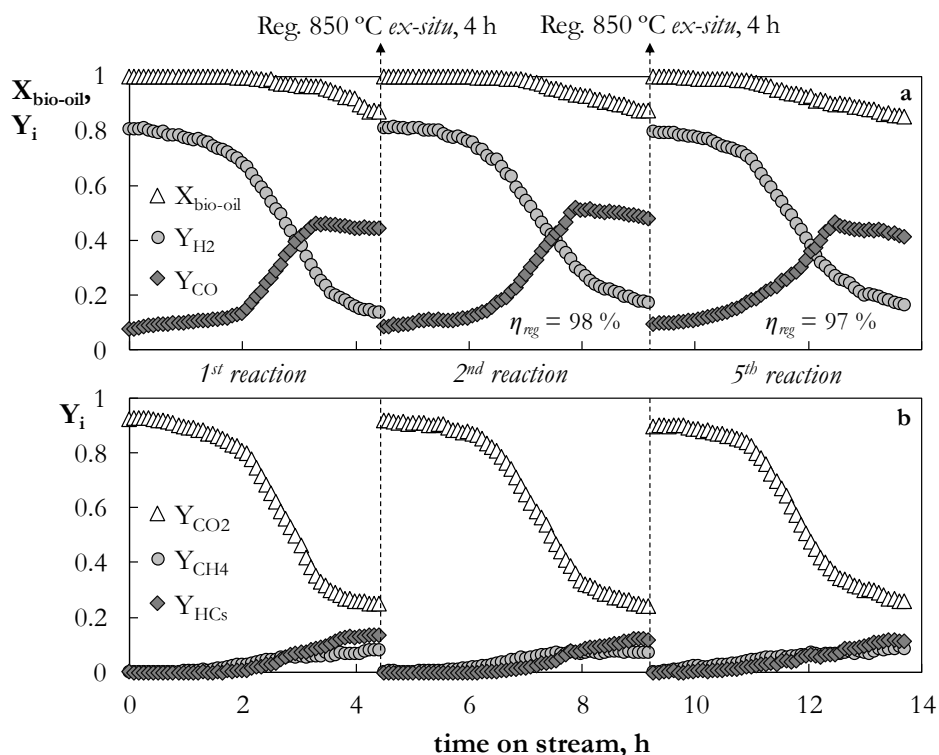 Reg. 850 ºC ex-situ, 4 h Reg. 850 ºC ex-situ, 4 h
X_bio-oil,
Y_i
a
1
0.8
0.6
0.4
0.2
0
X_bio-oil
Y_H2
Y_CO
η_reg = 98 % η_reg = 97 %
1st reaction 2nd reaction 5th reaction
Y_i
b
1
0.8
0.6
0.4
0.2
0
Y_CO2
Y_CH4
Y_HCs
0 2 4 6 8 10 12 14
time on stream, h